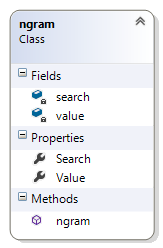 ngram
Class
Fields
search
value
Properties
Search
Value
Methods
ngram